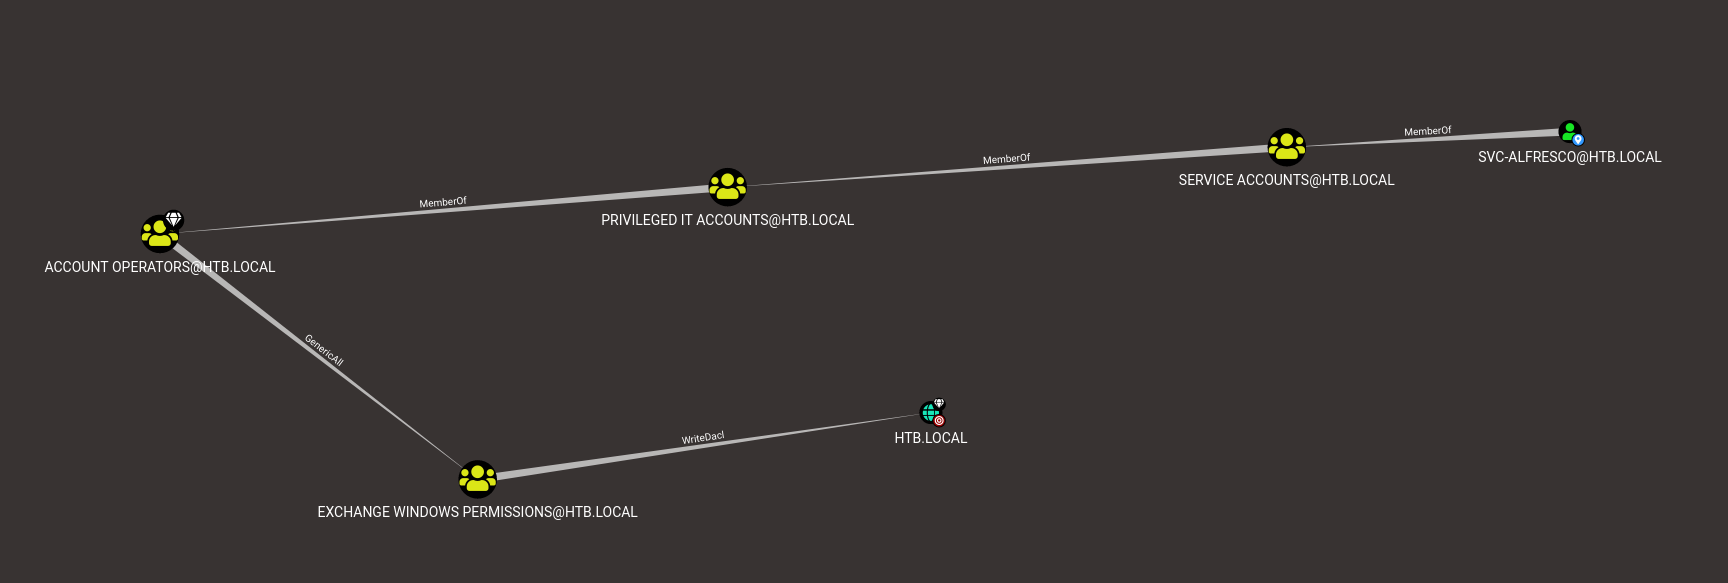 MemberOf
SVC-ALFRESCO@HTB.LOCAL
MemberOf
SERVICE ACCOUNTS@HTB.LOCAL
MemberOf
PRIVILEGED IT ACCOUNTS@HTB.LOCAL
ACCOUNT OPERATORS@HTB.LOCAL
GenericAll
WriteDacl
HTB.LOCAL
EXCHANGE WINDOWS PERMISSIONS@HTB.LOCAL